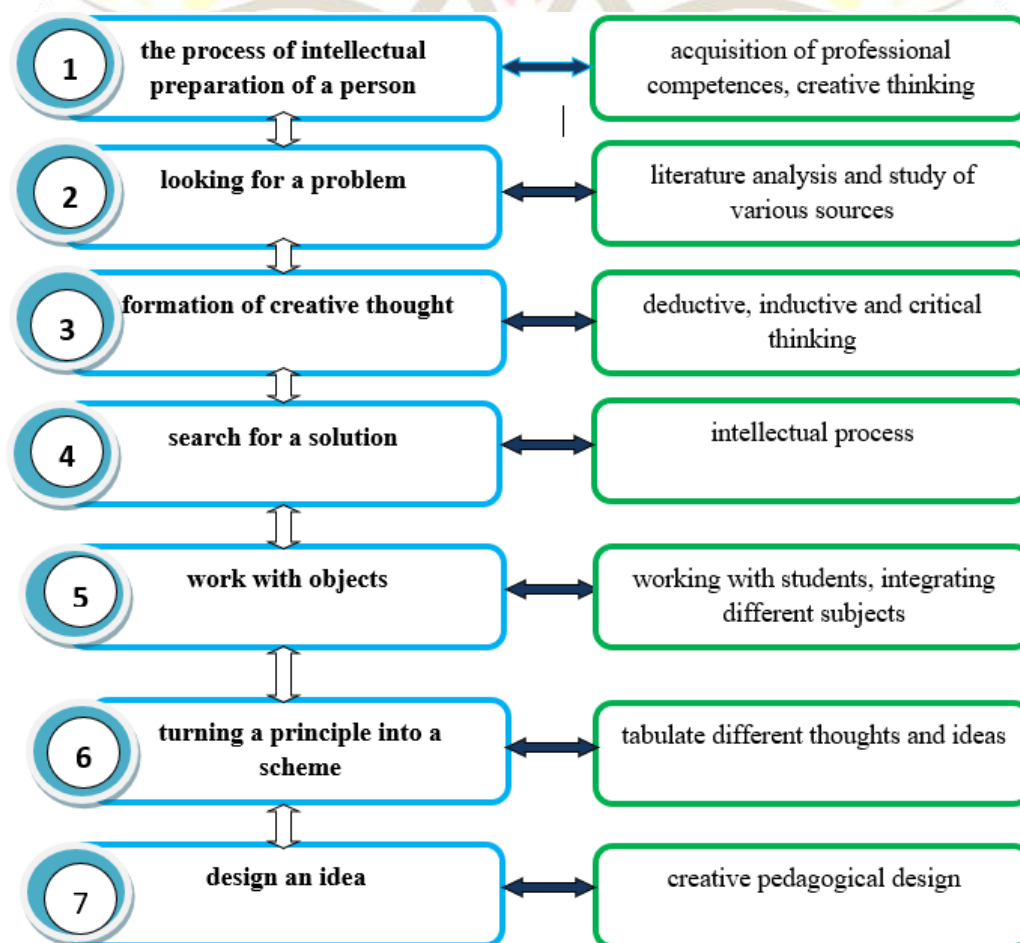 1
the process of intellectual
preparation of a person
acquisition of professional
competences, creative thinking
2
looking for a problem
literature analysis and study of
various sources
3
formation of creative thought
deductive, inductive and critical
thinking
4
search for a solution
intellectual process
5
work with objects
working with students, integrating
different subjects
6
turning a principle into a
scheme
tabulate different thoughts and ideas
7
design an idea
creative pedagogical design